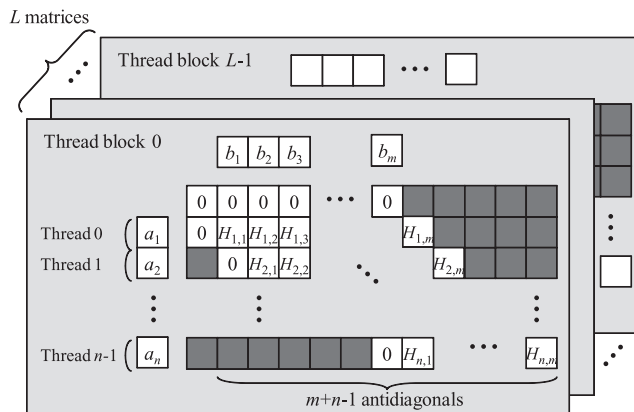 L matrices
Thread block L-1
Thread block 0
b₁ b₂ b₃ ··· bₘ
0 0 0 0 ··· 0
Thread 0 a₁ 0 H₁,₁ H₁,₂ H₁,₃ H₁,ₘ
Thread 1 a₂ 0 H₂,₁ H₂,₂ H₂,ₘ
Thread n-1 aₙ 0 Hₙ,₁ ··· Hₙ,ₘ
m+n-1 antidiagonals